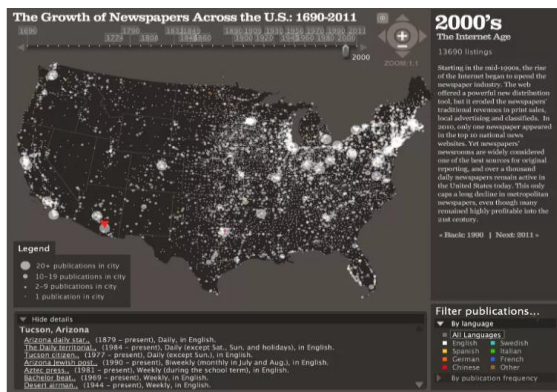 The Growth of Newspapers Across the U.S.: 1690-2011
2000
ZOOM: 1:1
2000's
The Internet Age
13690 listings
Starting in the mid-1990s, the rise
of the Internet began to upend the
newspaper industry. The web
offered a powerful new distribution
tool, but it eroded the newspapers'
traditional revenues in print sales,
local advertising and classifieds. In
2010, only one newspaper appeared
in the top 10 national news
websites. Yet newspapers'
newsrooms are widely considered
one of the best sources for original
reporting, and over a thousand
daily newspapers remain active in
the United States today. This only
caps a long decline in metropolitan
newspapers, even though many
remained highly profitable into the
21st century.
« Back: 1990 | Next: 2011 »
Legend
20+ publications in city
10-19 publications in city
2-9 publications in city
1 publication in city
Hide details
Tucson, Arizona
Arizona daily star.. (1879 – present), Daily, in English.
The Daily territorial.. (1984 – present), Daily (except Sat., Sun. and holidays), in English.
Tucson citizen.. (1977 – present), Daily (except Sun.), in English.
Arizona Jewish post.. (1990 – present), Biweekly (monthly in July and Aug.), in English.
Aztec press.. (1981 – present), Weekly (during the school term), in English.
Bachelor beat.. (1969 – present), Weekly, in English.
Desert airman.. (1944 – present), Weekly, in English.
Filter publications...
By language
All Languages
English
Swedish
Spanish
Italian
German
French
Chinese
Other
By publication frequency